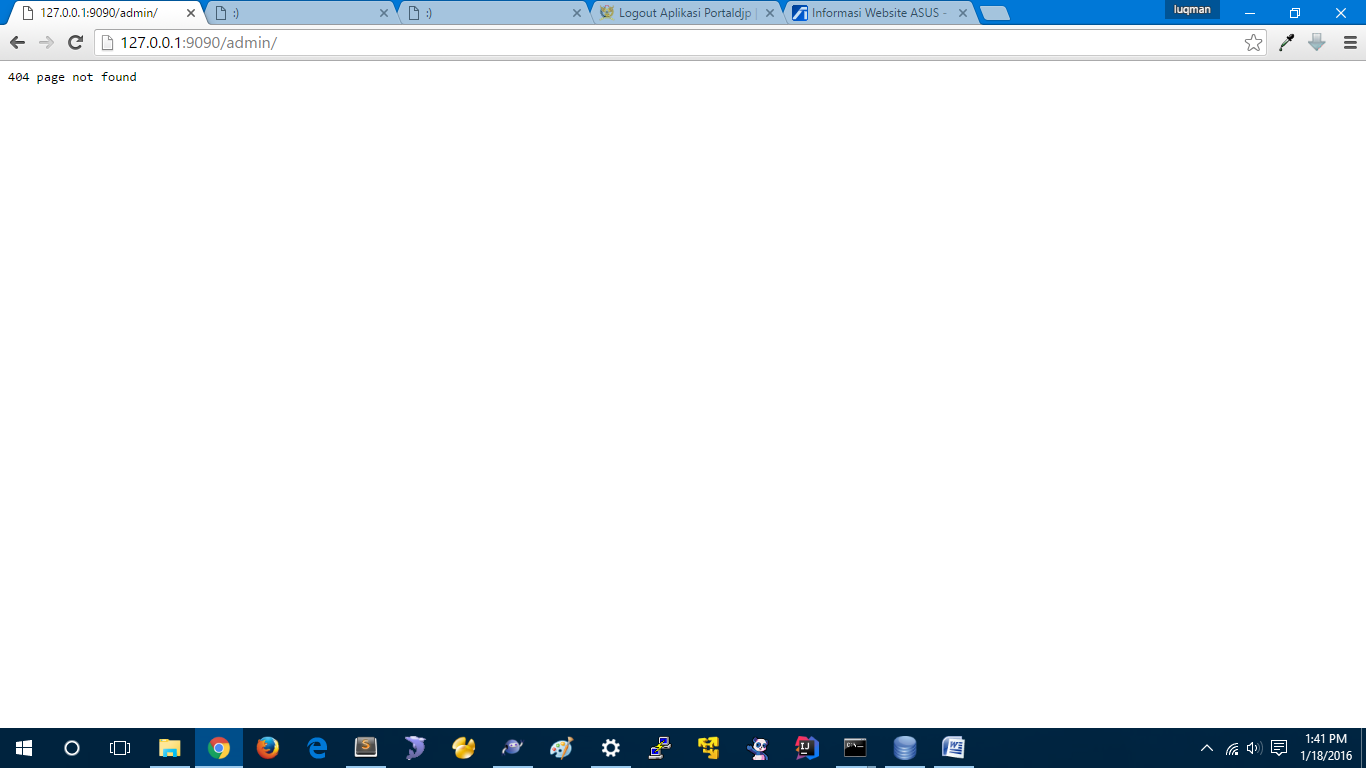 127.0.0.1:9090/admin/
:)
:)
Logout Aplikasi Portaldjp |
Informasi Website ASUS -
luqman
127.0.0.1:9090/admin/
404 page not found
1:41 PM
1/18/2016